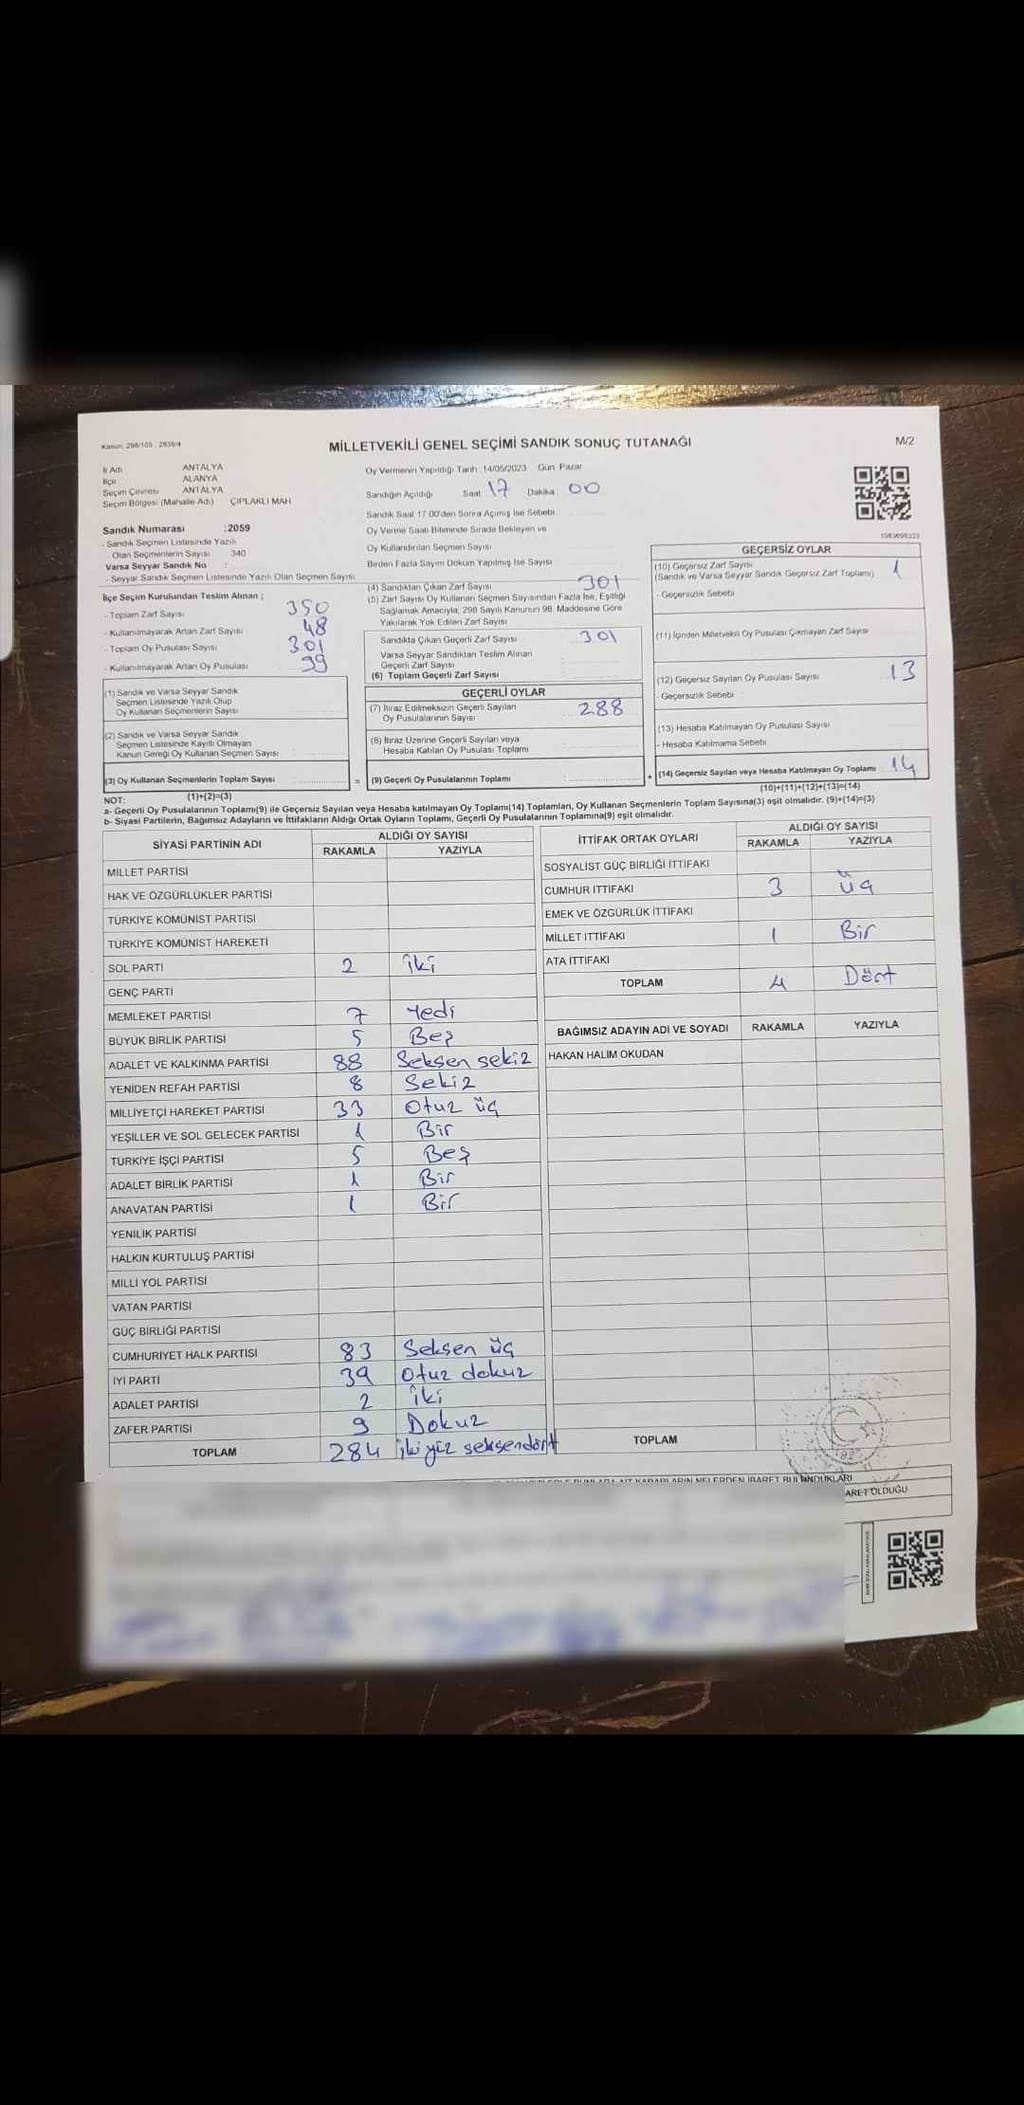 Kanun: 298/105 : 2839/4
MİLLETVEKİLİ GENEL SEÇİMİ SANDIK SONUÇ TUTANAĞI
M/2
İl Adı ANTALYA
İlçe ALANYA
Seçim Çevresi ANTALYA
Seçim Bölgesi (Mahalle Adı) ÇIPLAKLI MAH
Oy Vermenin Yapıldığı Tarih :14/05/2023 Gün: Pazar
Sandığın Açıldığı Saat 17 Dakika 00
Sandık Saat 17.00'den Sonra Açılmış İse Sebebi
Oy Verme Saati Bitiminde Sırada Bekleyen ve
Oy Kullandırılan Seçmen Sayısı
Birden Fazla Sayım Döküm Yapılmış İse Sayısı
Sandık Numarası :2059
- Sandık Seçmen Listesinde Yazılı
Olan Seçmenlerin Sayısı 340
Varsa Seyyar Sandık No :
- Seyyar Sandık Seçmen Listesinde Yazılı Olan Seçmen Sayısı
İlçe Seçim Kurulundan Teslim Alınan :
- Toplam Zarf Sayısı 350
- Kullanılmayarak Artan Zarf Sayısı 48
- Toplam Oy Pusulası Sayısı 301
- Kullanılmayarak Artan Oy Pusulası 99
(1) Sandık ve Varsa Seyyar Sandık
Seçmen Listesinde Yazılı Olup
Oy Kullanan Seçmenlerin Sayısı
(2) Sandık ve Varsa Seyyar Sandık
Seçmen Listesinde Kayıtlı Olmayan
Kanun Gereği Oy Kullanan Seçmen Sayısı
(3) Oy Kullanan Seçmenlerin Toplam Sayısı
(1)+(2)=(3)
(4) Sandıktan Çıkan Zarf Sayısı 301
(5) Zarf Sayısı Oy Kullanan Seçmen Sayısından Fazla İse, Eşitliği
Sağlamak Amacıyla, 298 Sayılı Kanunun 98. Maddesine Göre
Yakılarak Yok Edilen Zarf Sayısı
Sandıkta Çıkan Geçerli Zarf Sayısı 301
Varsa Seyyar Sandıktan Teslim Alınan
Geçerli Zarf Sayısı
(6) Toplam Geçerli Zarf Sayısı
GEÇERLİ OYLAR
(7) İtiraz Edilmeksizin Geçerli Sayılan
Oy Pusulalarının Sayısı 288
(8) İtiraz Üzerine Geçerli Sayılan veya
Hesaba Katılan Oy Pusulası Toplamı
= (9) Geçerli Oy Pusulalarının Toplamı :
GEÇERSİZ OYLAR
(10) Geçersiz Zarf Sayısı 1
(Sandık ve Varsa Seyyar Sandık Geçersiz Zarf Toplamı)
- Geçersizlik Sebebi
(11) İçinden Milletvekili Oy Pusulası Çıkmayan Zarf Sayısı
(12) Geçersiz Sayılan Oy Pusulası Sayısı 13
- Geçersizlik Sebebi
(13) Hesaba Katılmayan Oy Pusulası Sayısı
- Hesaba Katılmama Sebebi
+ (14) Geçersiz Sayılan veya Hesaba Katılmayan Oy Toplamı 14
(10)+(11)+(12)+(13)=(14)
NOT:
a- Geçerli Oy Pusulalarının Toplamı(9) ile Geçersiz Sayılan veya Hesaba katılmayan Oy Toplamı(14) Toplamları, Oy Kullanan Seçmenlerin Toplam Sayısına(3) eşit olmalıdır. (9)+(14)=(3)
b- Siyasi Partilerin, Bağımsız Adayların ve İttifakların Aldığı Ortak Oyların Toplamı, Geçerli Oy Pusulalarının Toplamına(9) eşit olmalıdır.
SİYASİ PARTİNİN ADI ALDIĞI OY SAYISI
RAKAMLA YAZIYLA
MİLLET PARTİSİ
HAK VE ÖZGÜRLÜKLER PARTİSİ
TÜRKİYE KOMÜNİST PARTİSİ
TÜRKİYE KOMÜNİST HAREKETİ
SOL PARTİ 2 iki
GENÇ PARTİ
MEMLEKET PARTİSİ 7 Yedi
BÜYÜK BİRLİK PARTİSİ 5 Beş
ADALET VE KALKINMA PARTİSİ 88 Seksen sekiz
YENİDEN REFAH PARTİSİ 8 Sekiz
MİLLİYETÇİ HAREKET PARTİSİ 33 Otuz üç
YEŞİLLER VE SOL GELECEK PARTİSİ 1 Bir
TÜRKİYE İŞÇİ PARTİSİ 5 Beş
ADALET BİRLİK PARTİSİ 1 Bir
ANAVATAN PARTİSİ 1 Bir
YENİLİK PARTİSİ
HALKIN KURTULUŞ PARTİSİ
MİLLİ YOL PARTİSİ
VATAN PARTİSİ
GÜÇ BİRLİĞİ PARTİSİ
CUMHURİYET HALK PARTİSİ 83 Seksen üç
İYİ PARTİ 39 Otuz dokuz
ADALET PARTİSİ 2 iki
ZAFER PARTİSİ 9 Dokuz
TOPLAM 284 ikiyüz seksendört
İTTİFAK ORTAK OYLARI ALDIĞI OY SAYISI
RAKAMLA YAZIYLA
SOSYALİST GÜÇ BİRLİĞİ İTTİFAKI
CUMHUR İTTİFAKI 3 üç
EMEK VE ÖZGÜRLÜK İTTİFAKI
MİLLET İTTİFAKI 1 Bir
ATA İTTİFAKI
TOPLAM 4 Dört
BAĞIMSIZ ADAYIN ADI VE SOYADI RAKAMLA YAZIYLA
HAKAN HALİM OKUDAN
TOPLAM
ARET OLDUĞU